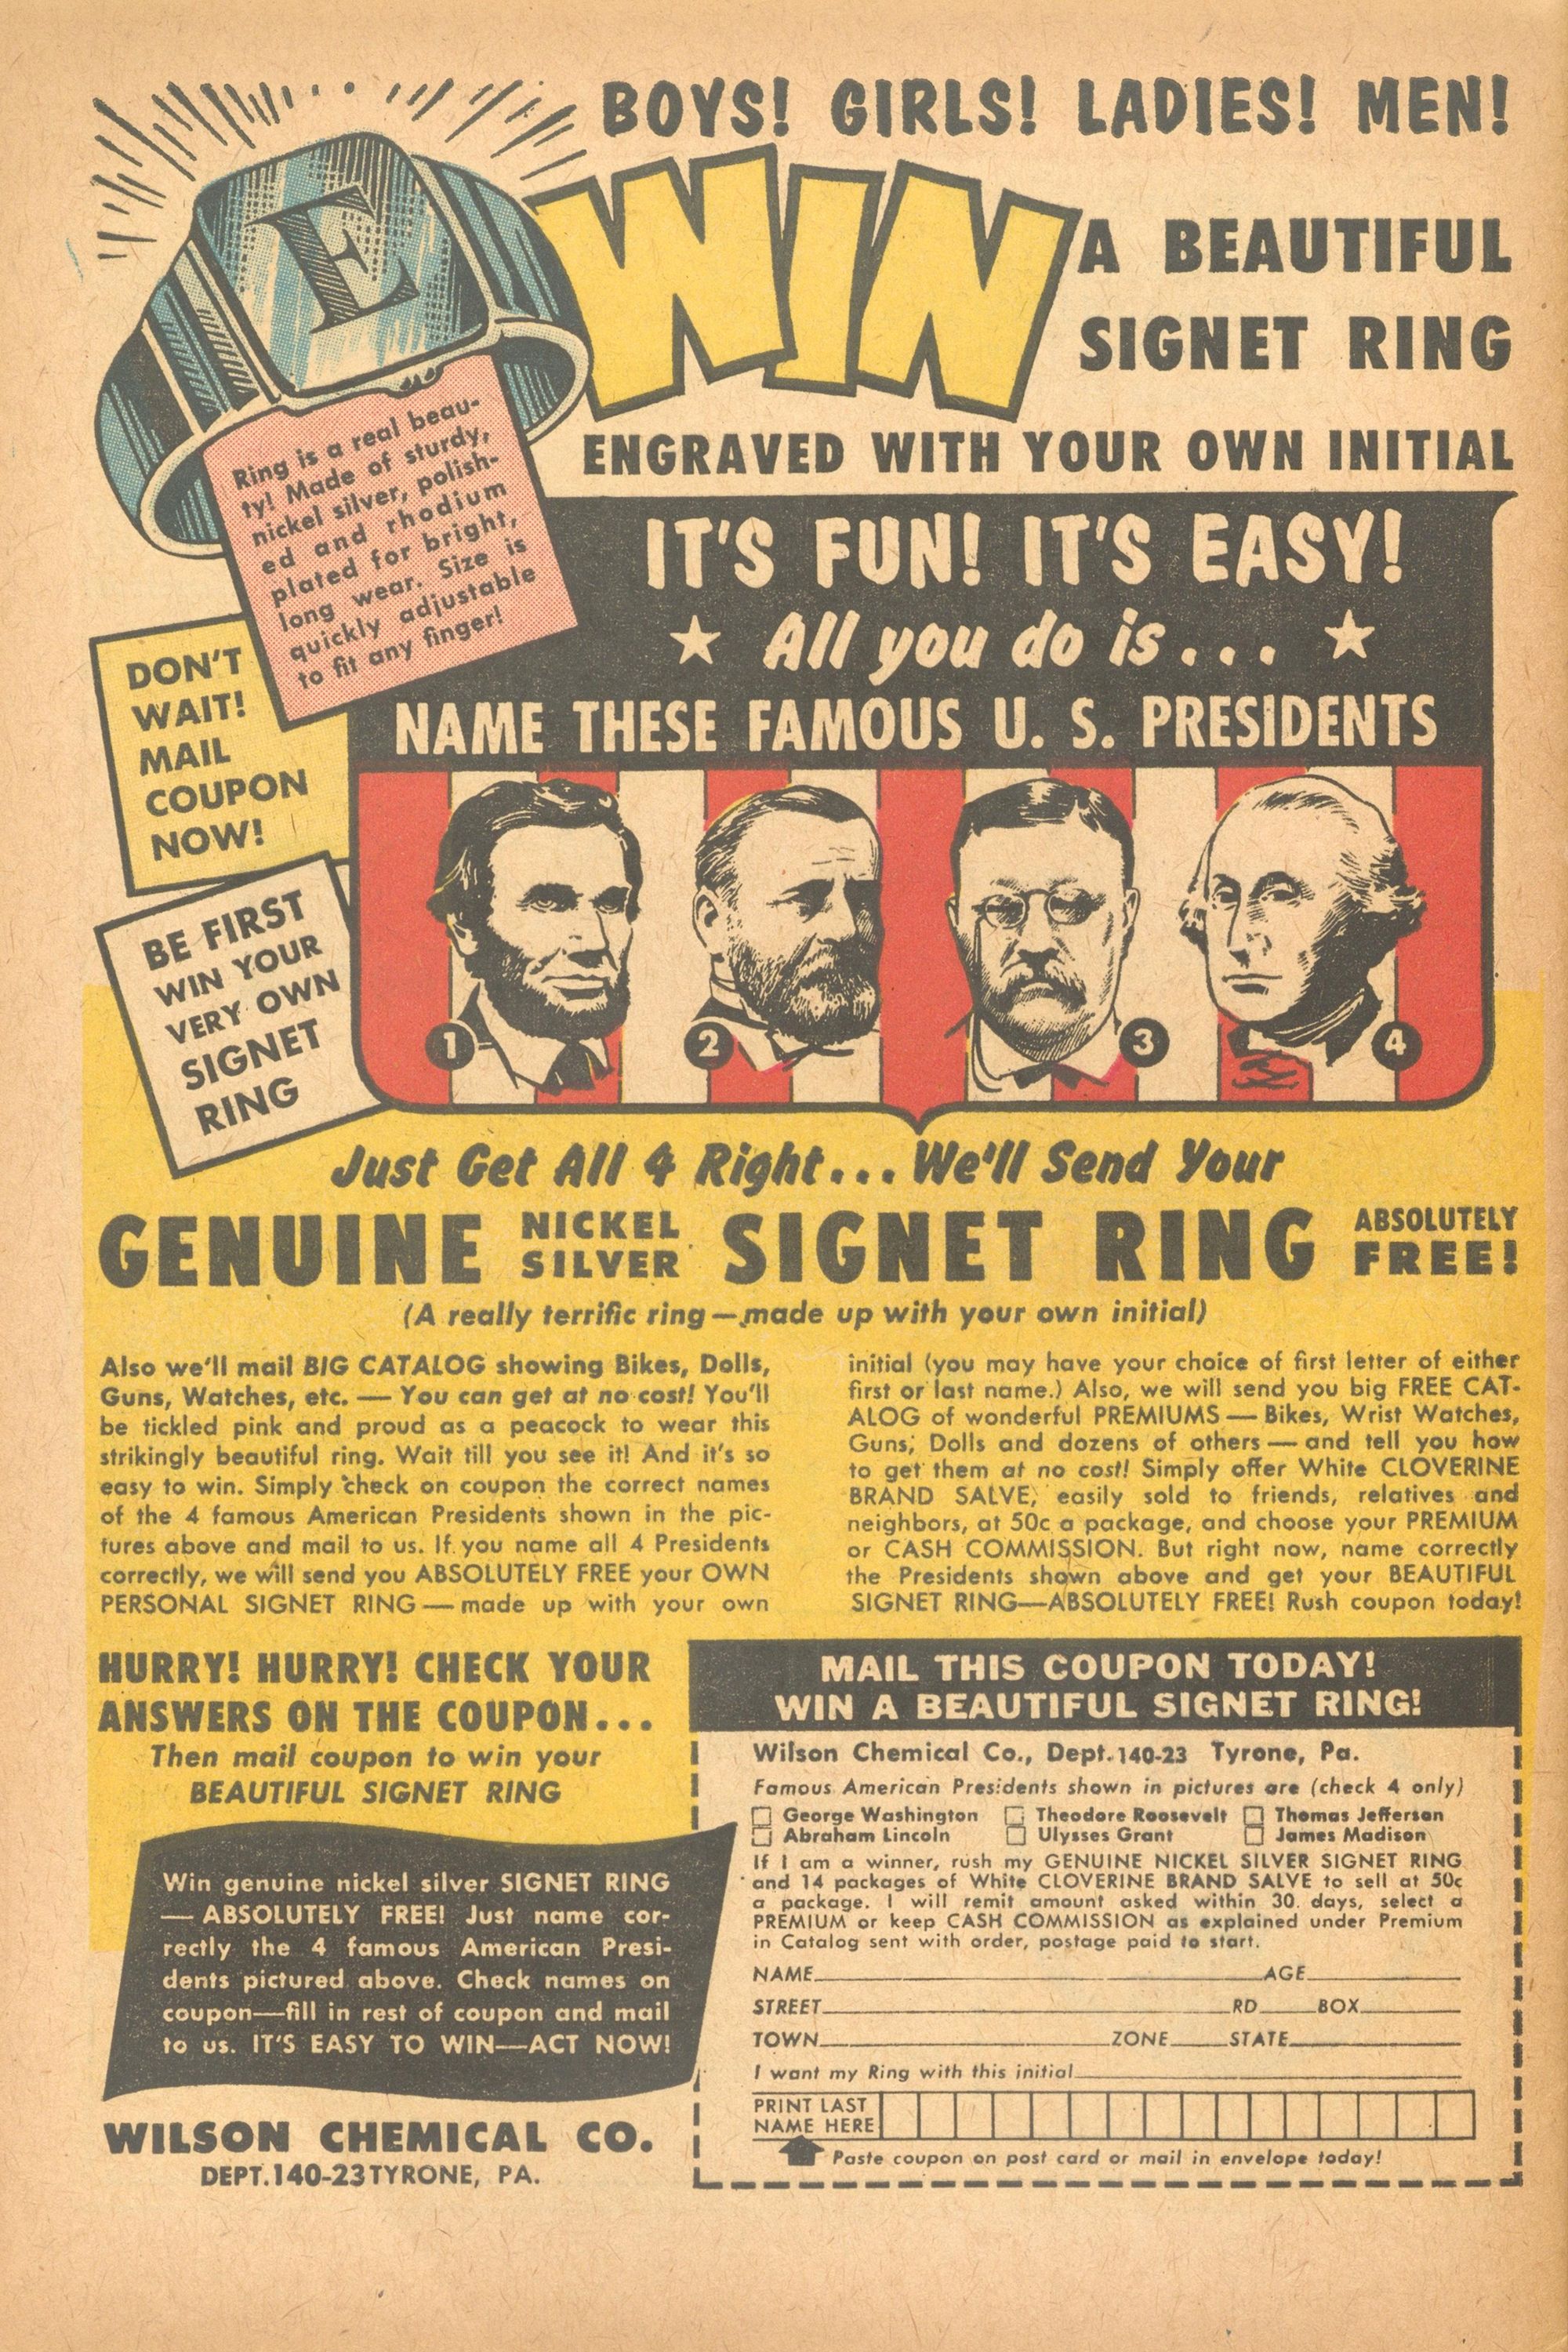 BOYS! GIRLS! LADIES! MEN!
WIN
A BEAUTIFUL
SIGNET RING
ENGRAVED WITH YOUR OWN INITIAL
E
Ring is a real beau-
ty! Made of sturdy,
nickel silver, polish-
ed and rhodium
plated for bright,
long wear. Size is
quickly adjustable
to fit any finger!
DON'T
WAIT!
MAIL
COUPON
NOW!
BE FIRST
WIN YOUR
VERY OWN
SIGNET
RING
IT'S FUN! IT'S EASY!
★ All you do is... ★
NAME THESE FAMOUS U. S. PRESIDENTS
1
2
3
4
Just Get All 4 Right... We'll Send Your
GENUINE NICKEL SILVER SIGNET RING ABSOLUTELY FREE!
(A really terrific ring—made up with your own initial)
Also we'll mail BIG CATALOG showing Bikes, Dolls,
Guns, Watches, etc. — You can get at no cost! You'll
be tickled pink and proud as a peacock to wear this
strikingly beautiful ring. Wait till you see it! And it's so
easy to win. Simply check on coupon the correct names
of the 4 famous American Presidents shown in the pic-
tures above and mail to us. If you name all 4 Presidents
correctly, we will send you ABSOLUTELY FREE your OWN
PERSONAL SIGNET RING — made up with your own
initial (you may have your choice of first letter of either
first or last name.) Also, we will send you big FREE CAT-
ALOG of wonderful PREMIUMS — Bikes, Wrist Watches,
Guns, Dolls and dozens of others — and tell you how
to get them at no cost! Simply offer White CLOVERINE
BRAND SALVE, easily sold to friends, relatives and
neighbors, at 50c a package, and choose your PREMIUM
or CASH COMMISSION. But right now, name correctly
the Presidents shown above and get your BEAUTIFUL
SIGNET RING—ABSOLUTELY FREE! Rush coupon today!
HURRY! HURRY! CHECK YOUR
ANSWERS ON THE COUPON...
Then mail coupon to win your
BEAUTIFUL SIGNET RING
Win genuine nickel silver SIGNET RING
— ABSOLUTELY FREE! Just name cor-
rectly the 4 famous American Presi-
dents pictured above. Check names on
coupon—fill in rest of coupon and mail
to us. IT'S EASY TO WIN—ACT NOW!
WILSON CHEMICAL CO.
DEPT. 140-23 TYRONE, PA.
MAIL THIS COUPON TODAY!
WIN A BEAUTIFUL SIGNET RING!
Wilson Chemical Co., Dept. 140-23 Tyrone, Pa.
Famous American Presidents shown in pictures are (check 4 only)
☐ George Washington ☐ Theodore Roosevelt ☐ Thomas Jefferson
☐ Abraham Lincoln ☐ Ulysses Grant ☐ James Madison
If I am a winner, rush my GENUINE NICKEL SILVER SIGNET RING
and 14 packages of White CLOVERINE BRAND SALVE to sell at 50c
a package. I will remit amount asked within 30 days, select a
PREMIUM or keep CASH COMMISSION as explained under Premium
in Catalog sent with order, postage paid to start.
NAME AGE
STREET RD BOX
TOWN ZONE STATE
I want my Ring with this initial
PRINT LAST
NAME HERE
Paste coupon on post card or mail in envelope today!